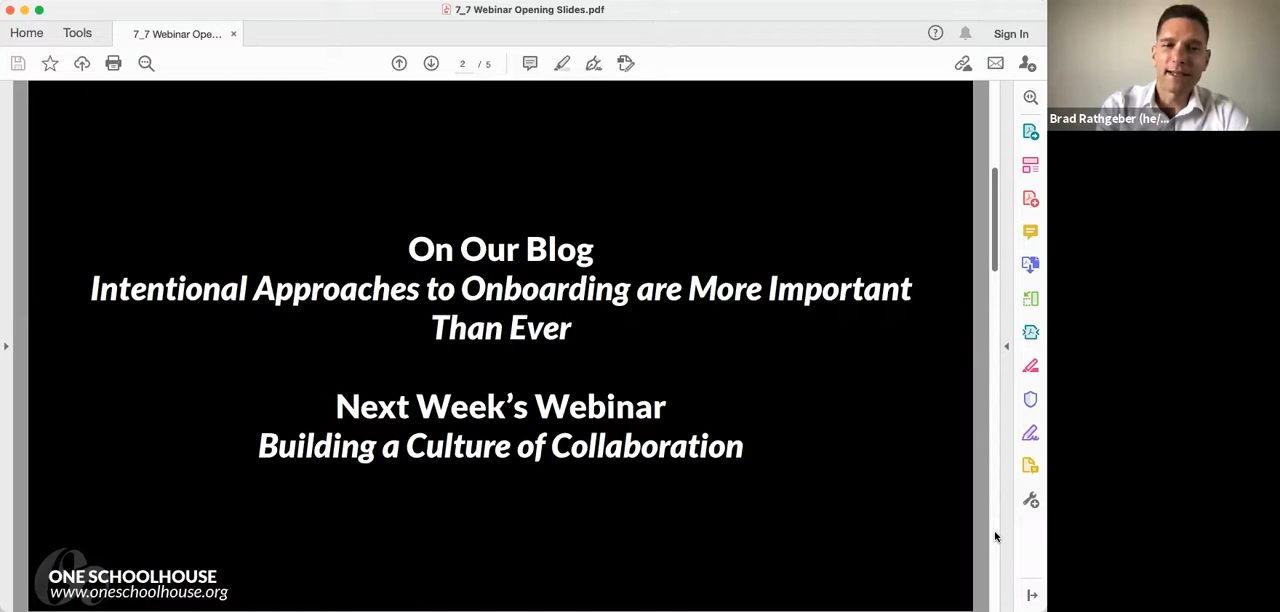 7_7 Webinar Opening Slides.pdf
Home Tools 7_7 Webinar Ope... × Sign In
2 / 5
Brad Rathgeber (he/...
On Our Blog
Intentional Approaches to Onboarding are More Important
Than Ever
Next Week's Webinar
Building a Culture of Collaboration
ONE SCHOOLHOUSE
www.oneschoolhouse.org